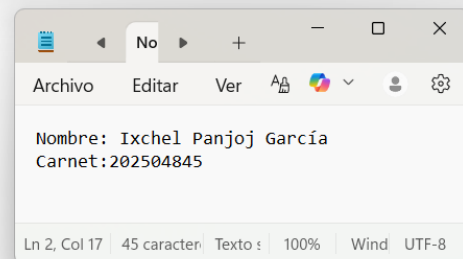 No
Archivo Editar Ver
Nombre: Ixchel Panjoj García
Carnet:202504845
Ln 2, Col 17 45 caracter Texto s 100% Wind UTF-8